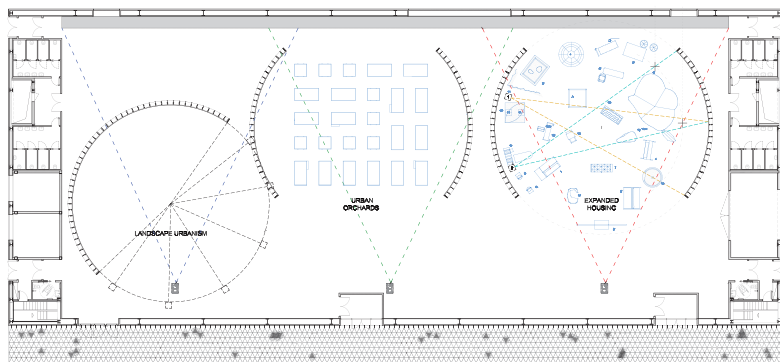 URBAN
ORCHARDS
EXPANDED
HOUSING
LANDSCAPE URBANISM